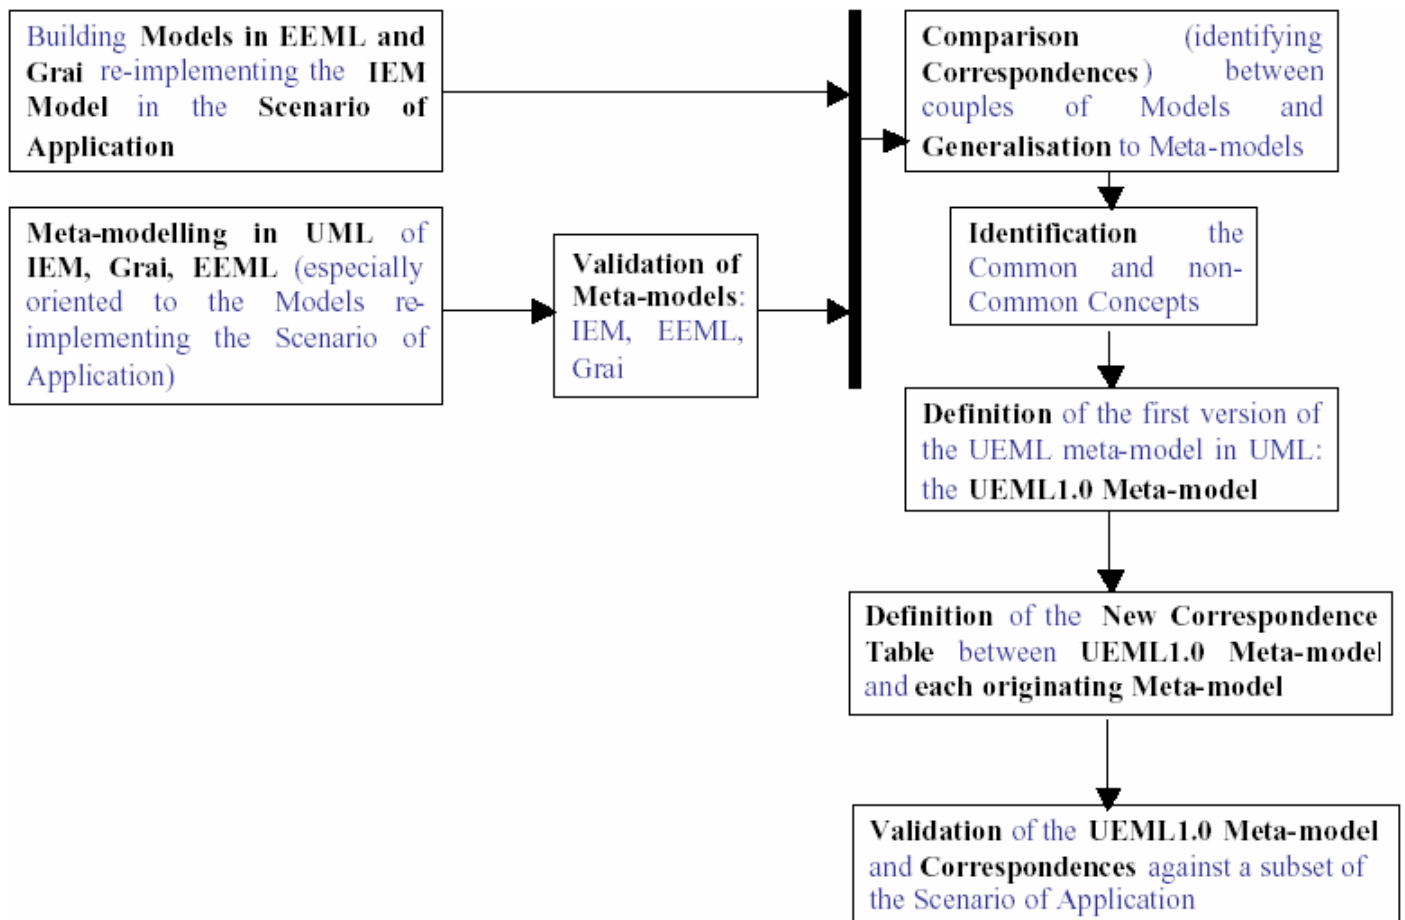 Building Models in EEML and
Grai re-implementing the IEM
Model in the Scenario of
Application
Meta-modelling in UML of
IEM, Grai, EEML (especially
oriented to the Models re-
implementing the Scenario of
Application)
Validation of
Meta-models:
IEM, EEML,
Grai
Comparison (identifying
Correspondences) between
couples of Models and
Generalisation to Meta-models
Identification the
Common and non-
Common Concepts
Definition of the first version of
the UEML meta-model in UML:
the UEML1.0 Meta-model
Definition of the New Correspondence
Table between UEML1.0 Meta-model
and each originating Meta-model
Validation of the UEML1.0 Meta-model
and Correspondences against a subset of
the Scenario of Application